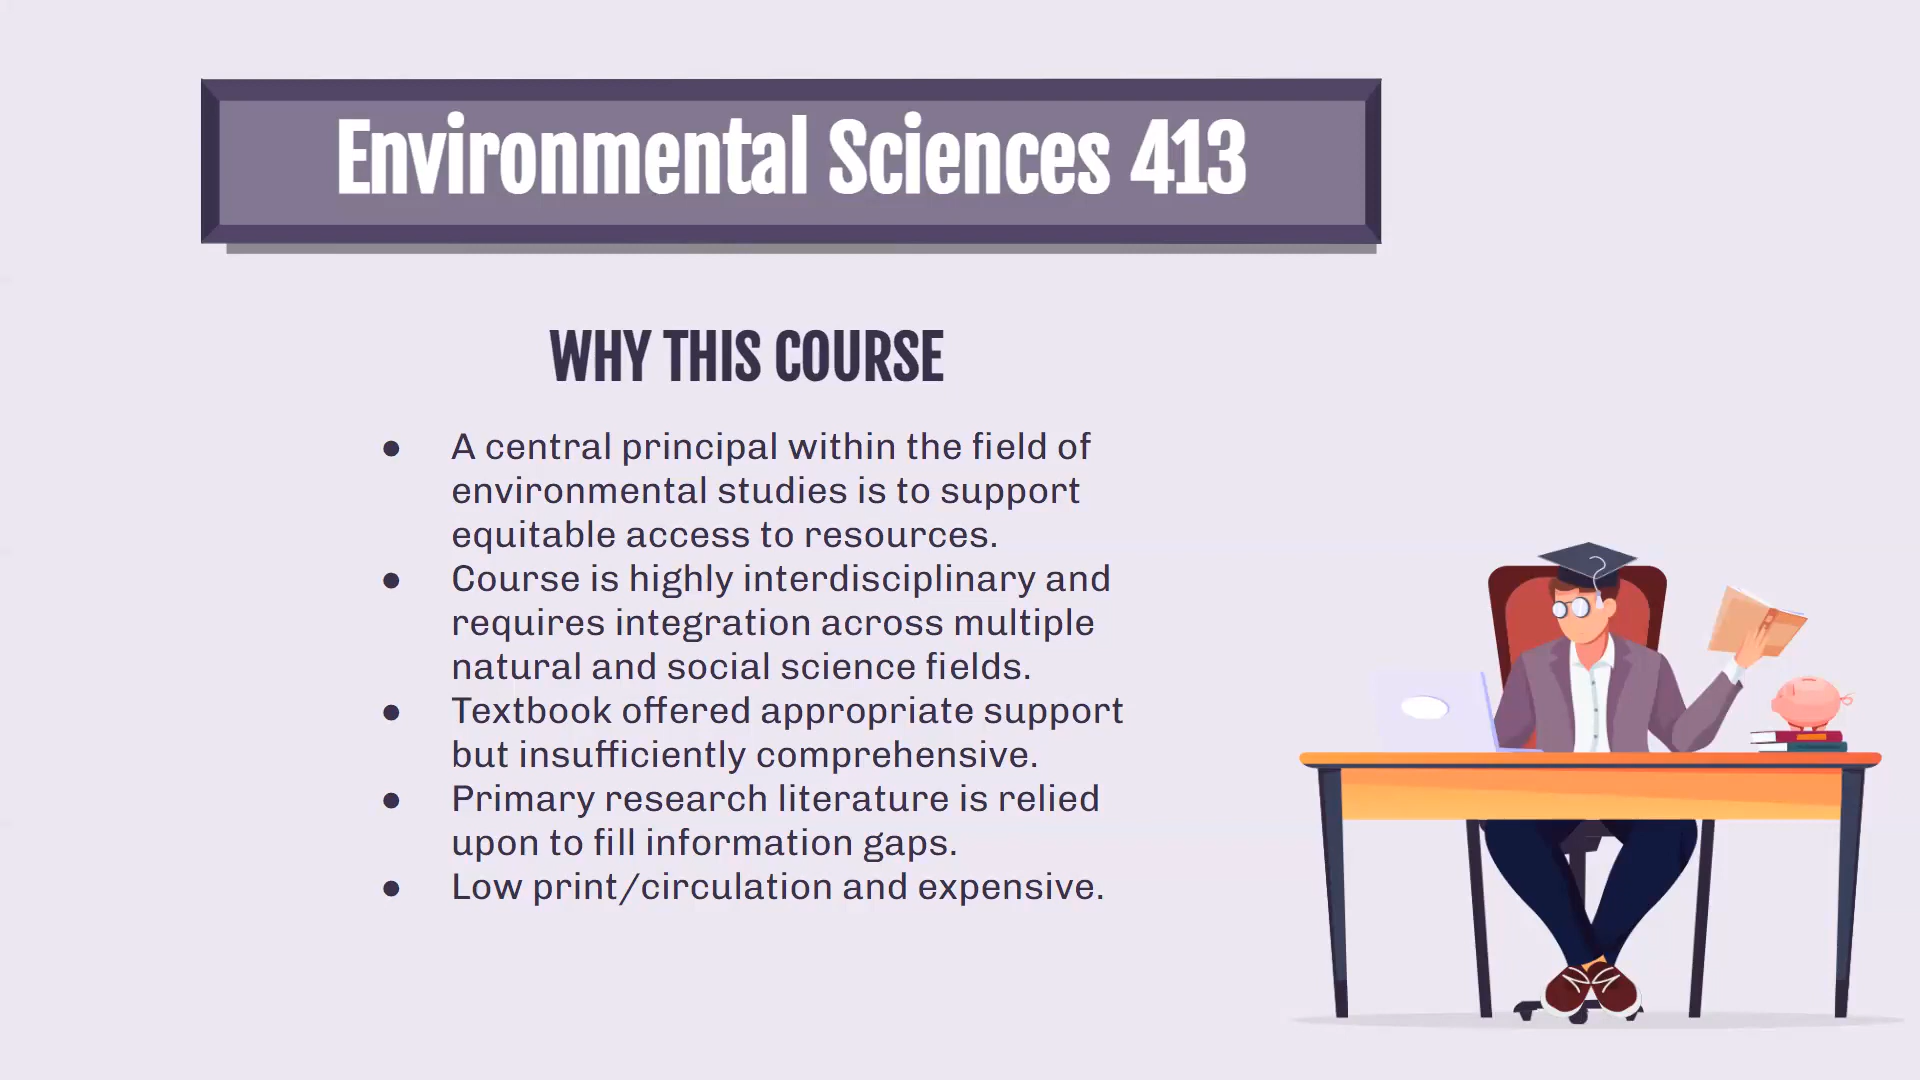 Environmental Sciences 413
WHY THIS COURSE
● A central principal within the field of
environmental studies is to support
equitable access to resources.
● Course is highly interdisciplinary and
requires integration across multiple
natural and social science fields.
● Textbook offered appropriate support
but insufficiently comprehensive.
● Primary research literature is relied
upon to fill information gaps.
● Low print/circulation and expensive.